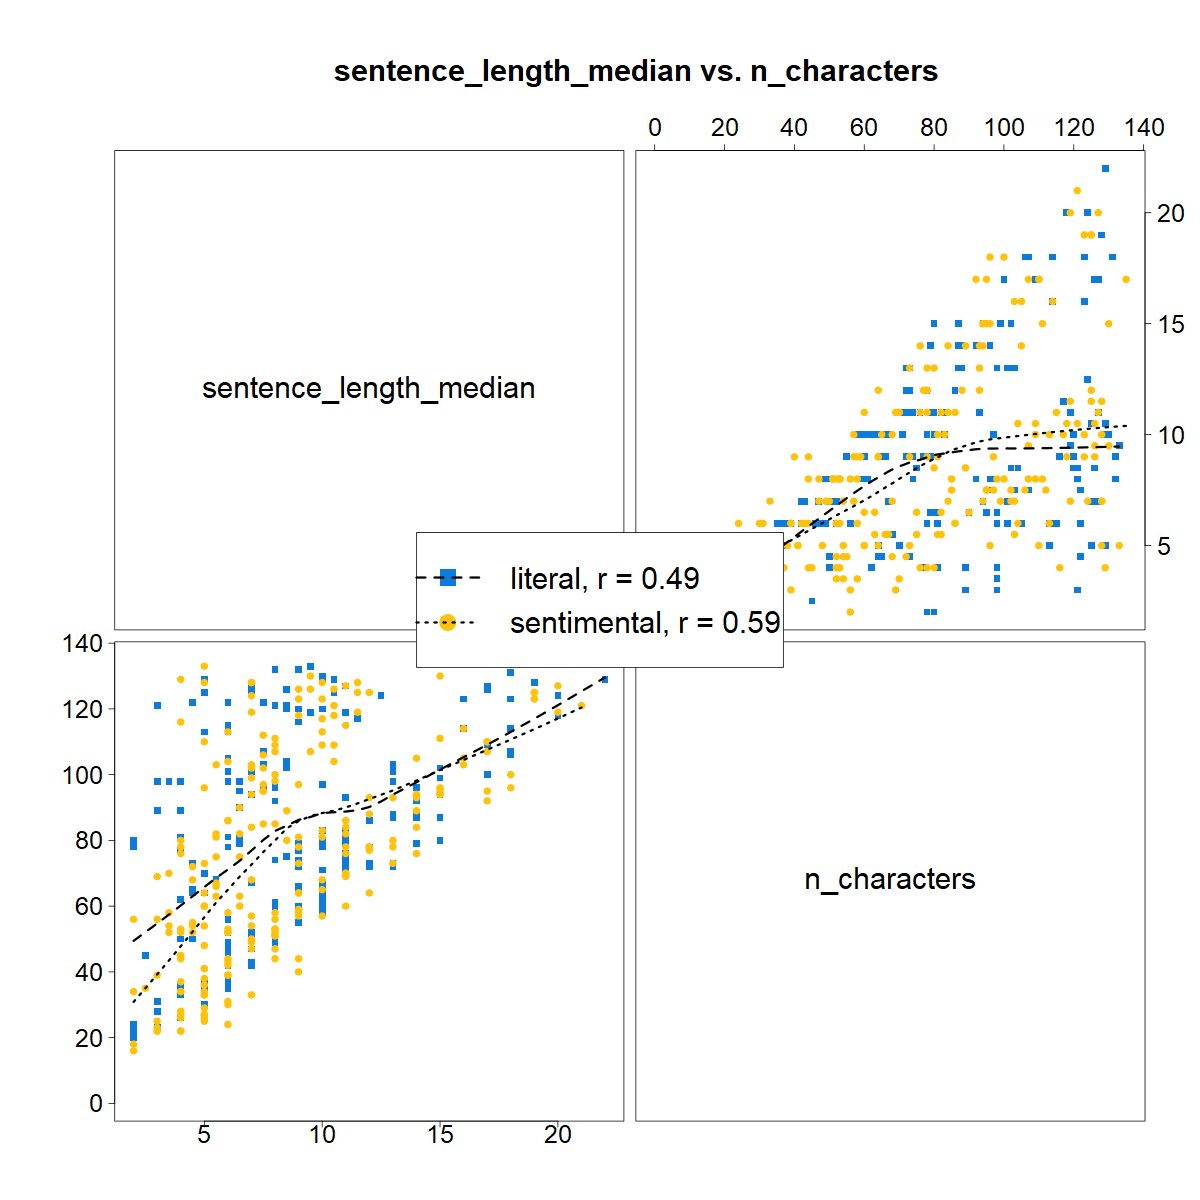 sentence_length_median vs. n_characters
0 20 40 60 80 100 120 140
sentence_length_median
20
15
10
5
literal, r = 0.49
sentimental, r = 0.59
140
120
100
80
60
40
20
0
n_characters
5 10 15 20